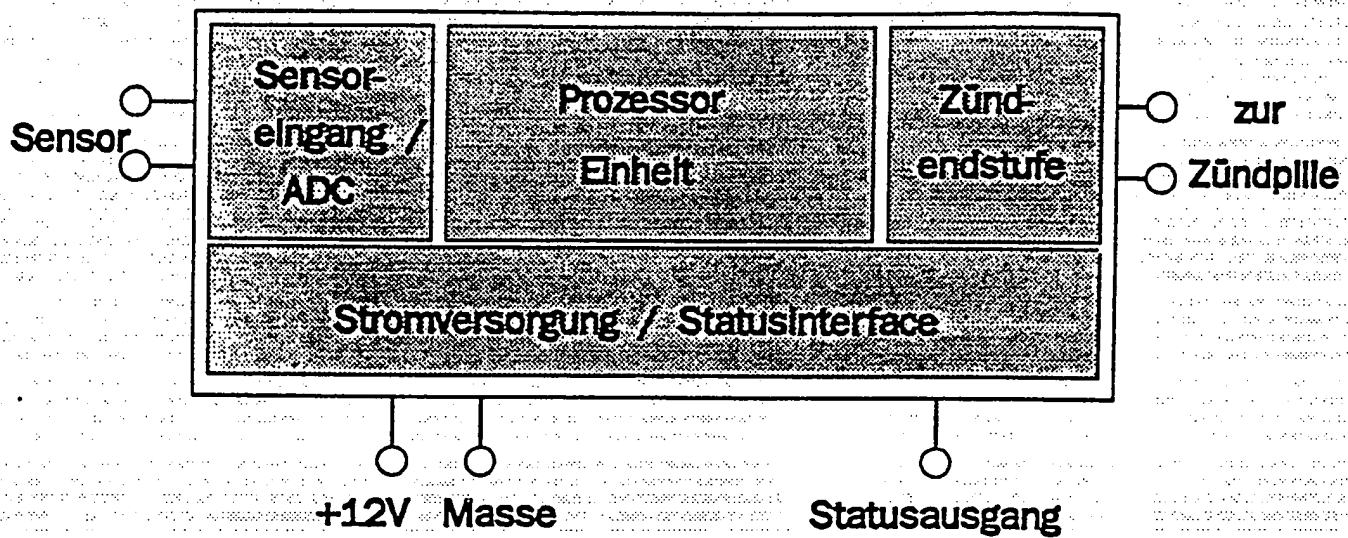 Sensor-
eingang /
ADC
Prozessor
Einheit
Zünd-
endstufe
Sensor
zur
Zündpille
Stromversorgung / Statusinterface
+12V Masse
Statusausgang